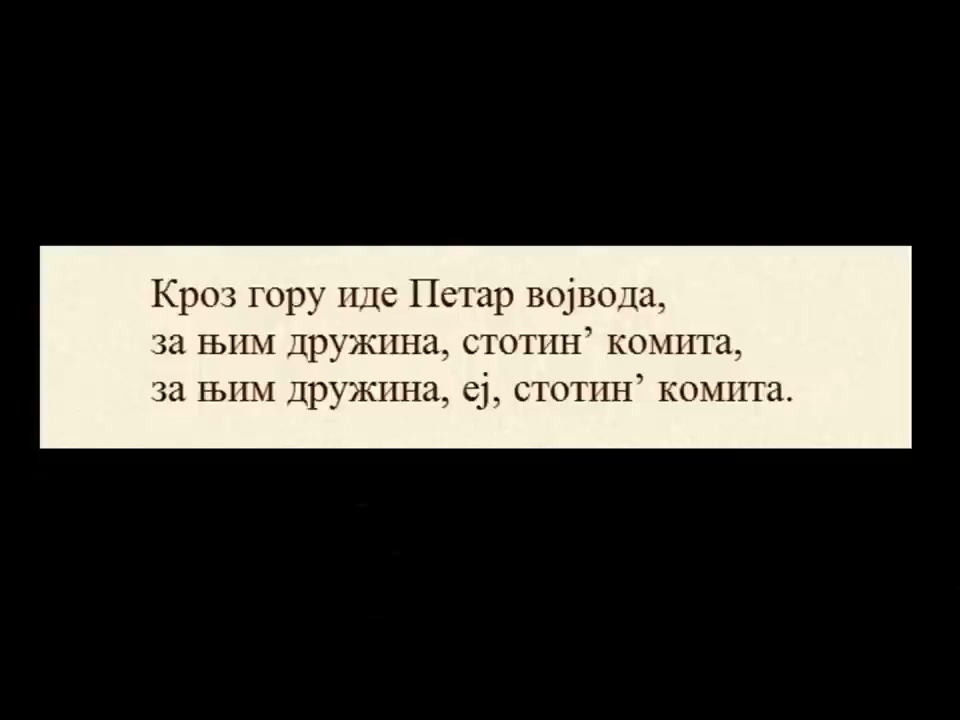 Кроз гору иде Петар војвода,
за њим дружина, стотин’ комита,
за њим дружина, еј, стотин’ комита.